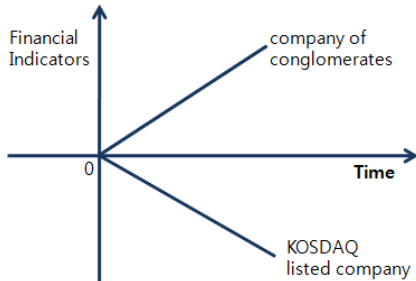 Financial
Indicators
company of
conglomerates
0
Time
KOSDAQ
listed company